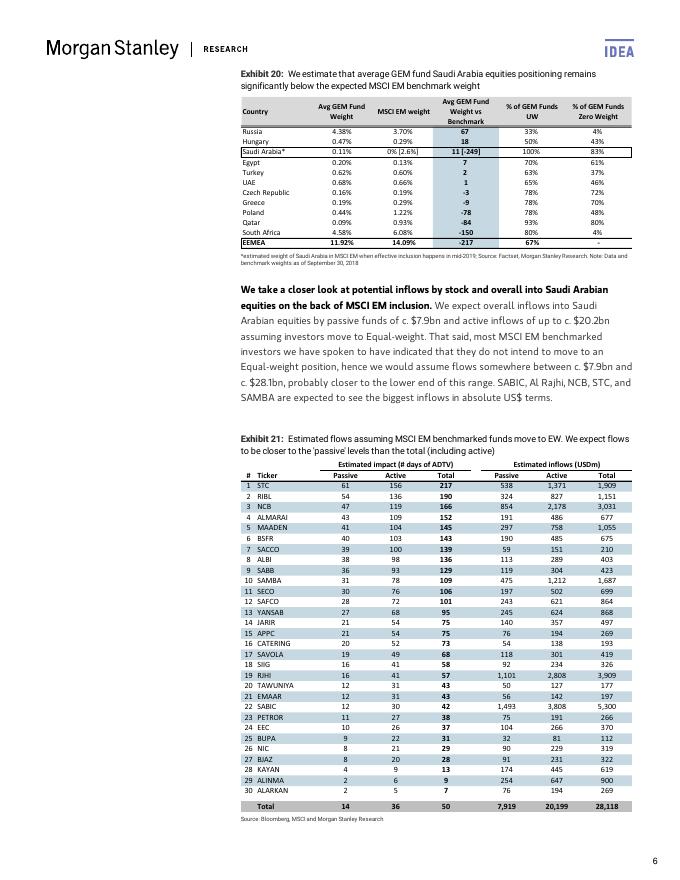 Morgan Stanley | RESEARCH
IDEA
Exhibit 20: We estimate that average GEM fund Saudi Arabia equities positioning remains
significantly below the expected MSCI EM benchmark weight
Country Avg GEM Fund Weight MSCI EM weight Avg GEM Fund Weight vs Benchmark % of GEM Funds UW % of GEM Funds Zero Weight
Russia 4.38% 3.70% 67 33% 4%
Hungary 0.47% 0.29% 18 50% 43%
Saudi Arabia* 0.11% 0% [2.6%] 11 [-249] 100% 83%
Egypt 0.20% 0.13% 7 70% 61%
Turkey 0.62% 0.60% 2 63% 37%
UAE 0.68% 0.66% 1 65% 46%
Czech Republic 0.16% 0.19% -3 78% 72%
Greece 0.19% 0.29% -9 78% 70%
Poland 0.44% 1.22% -78 78% 48%
Qatar 0.09% 0.93% -84 93% 80%
South Africa 4.58% 6.08% -150 80% 4%
EEMEA 11.92% 14.09% -217 67% -
*estimated weight of Saudi Arabia in MSCI EM when effective inclusion happens in mid-2019; Source: Factset, Morgan Stanley Research. Note: Data and
benchmark weights as of September 30, 2018
We take a closer look at potential inflows by stock and overall into Saudi Arabian
equities on the back of MSCI EM inclusion. We expect overall inflows into Saudi
Arabian equities by passive funds of c. $7.9bn and active inflows of up to c. $20.2bn
assuming investors move to Equal-weight. That said, most MSCI EM benchmarked
investors we have spoken to have indicated that they do not intend to move to an
Equal-weight position, hence we would assume flows somewhere between c. $7.9bn and
c. $28.1bn, probably closer to the lower end of this range. SABIC, Al Rajhi, NCB, STC, and
SAMBA are expected to see the biggest inflows in absolute US$ terms.
Exhibit 21: Estimated flows assuming MSCI EM benchmarked funds move to EW. We expect flows
to be closer to the 'passive' levels than the total (including active)
Estimated impact (# days of ADTV) Estimated inflows (USDm)
# Ticker Passive Active Total Passive Active Total
1 STC 61 156 217 538 1,371 1,909
2 RIBL 54 136 190 324 827 1,151
3 NCB 47 119 166 854 2,178 3,031
4 ALMARAI 43 109 152 191 486 677
5 MAADEN 41 104 145 297 758 1,055
6 BSFR 40 103 143 190 485 675
7 SACCO 39 100 139 59 151 210
8 ALBI 38 98 136 113 289 403
9 SABB 36 93 129 119 304 423
10 SAMBA 31 78 109 475 1,212 1,687
11 SECO 30 76 106 197 502 699
12 SAFCO 28 72 101 243 621 864
13 YANSAB 27 68 95 245 624 868
14 JARIR 21 54 75 140 357 497
15 APPC 21 54 75 76 194 269
16 CATERING 20 52 73 54 138 193
17 SAVOLA 19 49 68 118 301 419
18 SIIG 16 41 58 92 234 326
19 RJHI 16 41 57 1,101 2,808 3,909
20 TAWUNIYA 12 31 43 50 127 177
21 EMAAR 12 31 43 56 142 197
22 SABIC 12 30 42 1,493 3,808 5,300
23 PETROR 11 27 38 75 191 266
24 EEC 10 26 37 104 266 370
25 BUPA 9 22 31 32 81 112
26 NIC 8 21 29 90 229 319
27 BJAZ 8 20 28 91 231 322
28 KAYAN 4 9 13 174 445 619
29 ALINMA 2 6 9 254 647 900
30 ALARKAN 2 5 7 76 194 269
Total 14 36 50 7,919 20,199 28,118
Source: Bloomberg, MSCI and Morgan Stanley Research
6